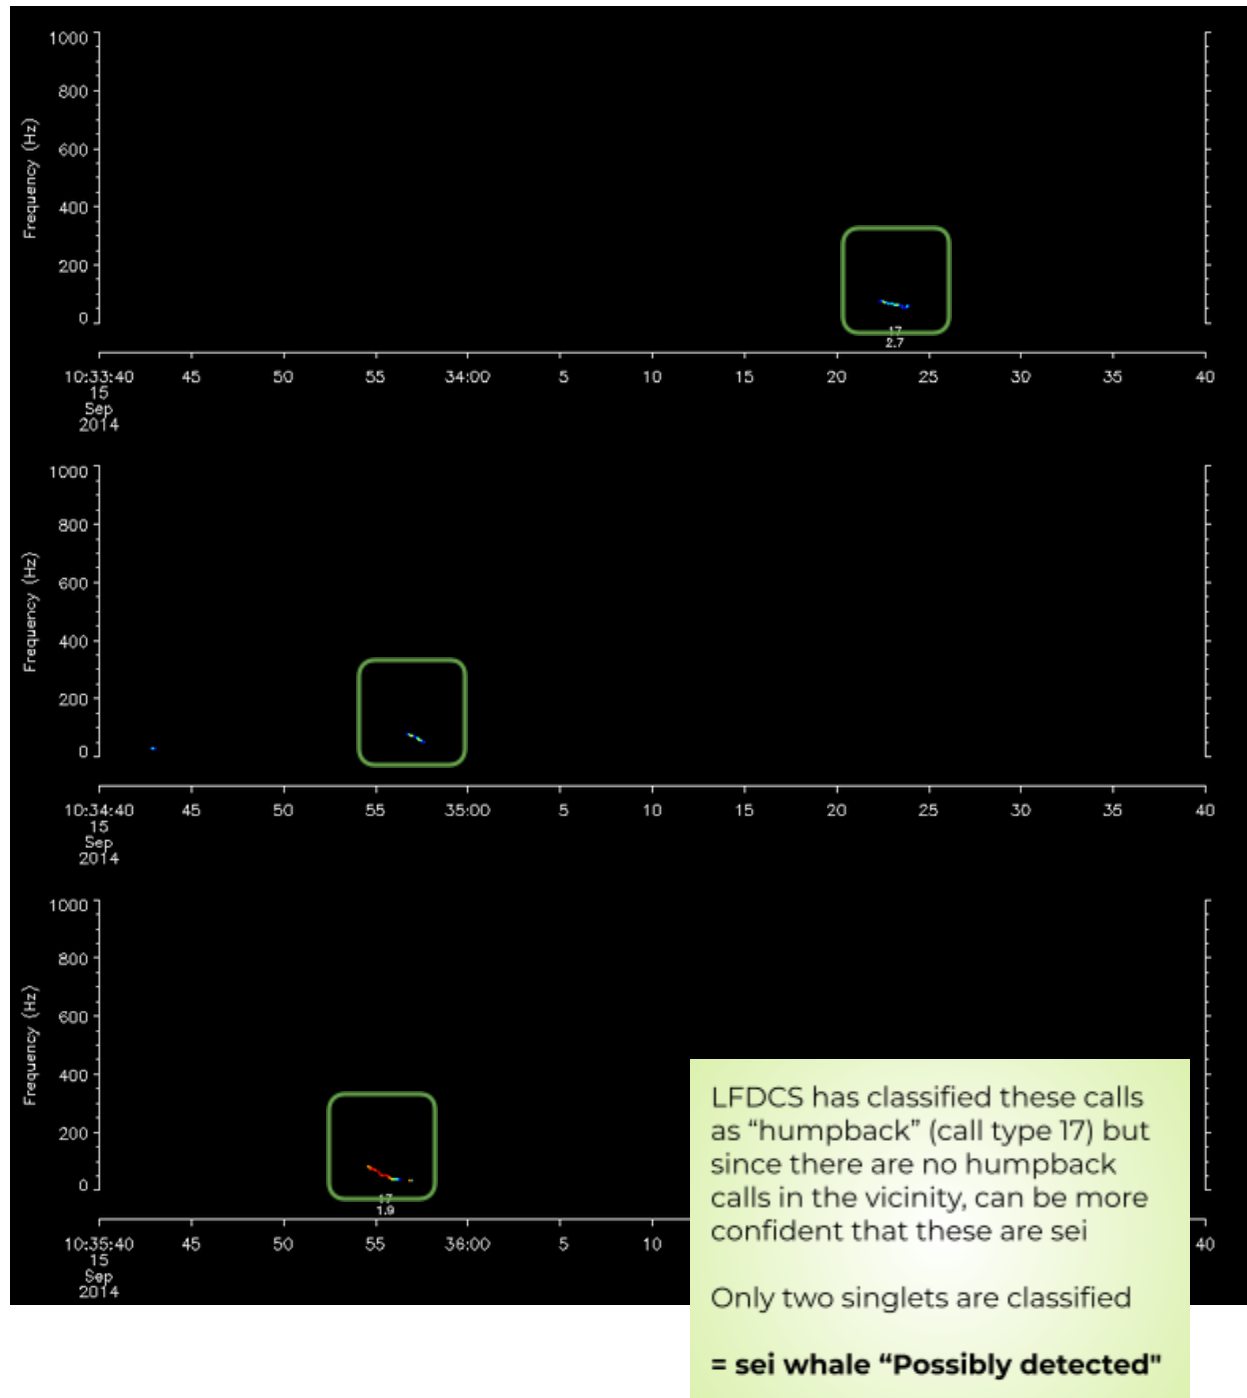 1000
800
600
400
200
0
Frequency (Hz)
17
2.7
10:33:40 45 50 55 34:00 5 10 15 20 25 30 35 40
15
Sep
2014
1000
800
600
400
200
0
Frequency (Hz)
10:34:40 45 50 55 35:00 5 10 15 20 25 30 35 40
15
Sep
2014
1000
800
600
400
200
0
Frequency (Hz)
17
1.9
10:35:40 45 50 55 36:00 5 10 40
15
Sep
2014
LFDCS has classified these calls
as “humpback” (call type 17) but
since there are no humpback
calls in the vicinity, can be more
confident that these are sei
Only two singlets are classified
= sei whale “Possibly detected"